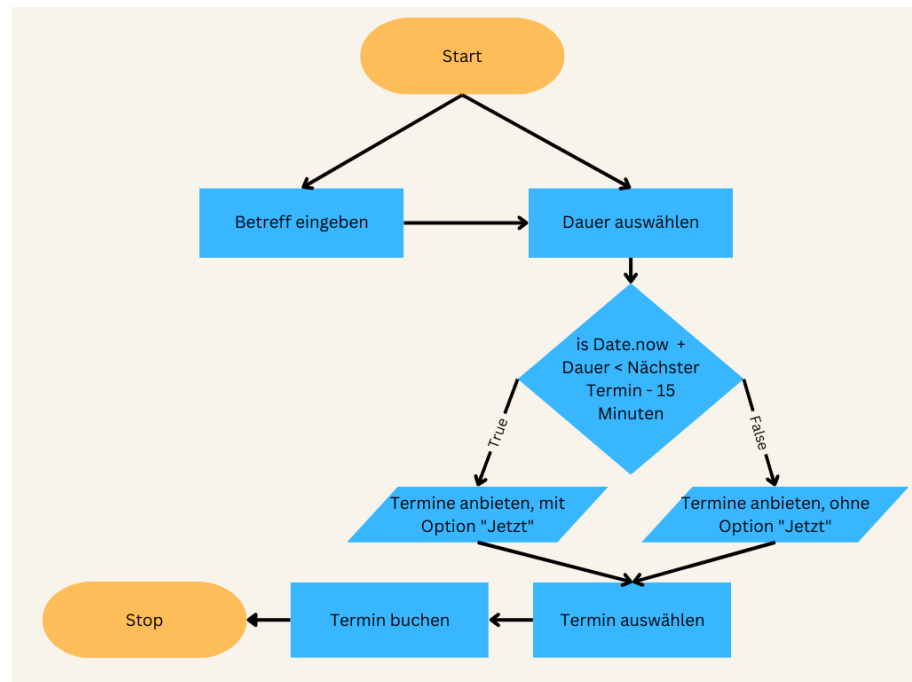 Start
Betreff eingeben
Dauer auswählen
is Date.now +
Dauer < Nächster
Termin - 15
Minuten
True
False
Termine anbieten, mit
Option "Jetzt"
Termine anbieten, ohne
Option "Jetzt"
Stop
Termin buchen
Termin auswählen